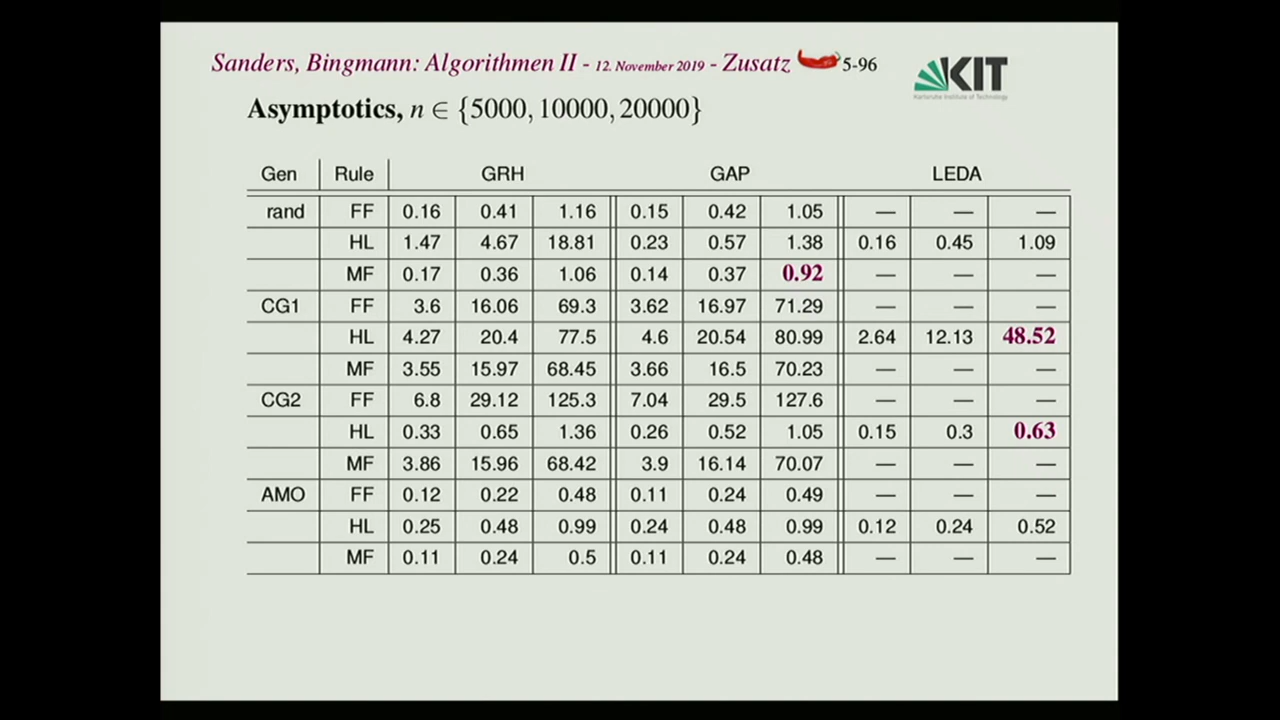 Sanders, Bingmann: Algorithmen II - 12. November 2019 - Zusatz 5-96
KIT
Karlsruhe Institute of Technology
Asymptotics, n ∈ {5000, 10000, 20000}
Gen Rule GRH GAP LEDA
rand FF 0.16 0.41 1.16 0.15 0.42 1.05 — — —
HL 1.47 4.67 18.81 0.23 0.57 1.38 0.16 0.45 1.09
MF 0.17 0.36 1.06 0.14 0.37 0.92 — — —
CG1 FF 3.6 16.06 69.3 3.62 16.97 71.29 — — —
HL 4.27 20.4 77.5 4.6 20.54 80.99 2.64 12.13 48.52
MF 3.55 15.97 68.45 3.66 16.5 70.23 — — —
CG2 FF 6.8 29.12 125.3 7.04 29.5 127.6 — — —
HL 0.33 0.65 1.36 0.26 0.52 1.05 0.15 0.3 0.63
MF 3.86 15.96 68.42 3.9 16.14 70.07 — — —
AMO FF 0.12 0.22 0.48 0.11 0.24 0.49 — — —
HL 0.25 0.48 0.99 0.24 0.48 0.99 0.12 0.24 0.52
MF 0.11 0.24 0.5 0.11 0.24 0.48 — — —